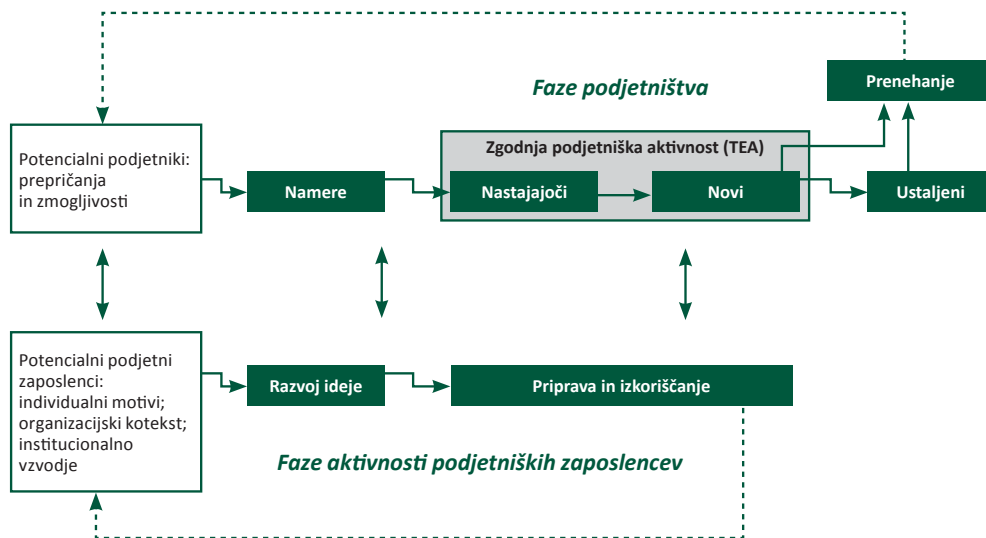 Faze podjetništva
Prenehanje
Potencialni podjetniki:
prepričanja
in zmogljivosti
Namere
Zgodnja podjetniška aktivnost (TEA)
Nastajajoči
Novi
Ustaljeni
Potencialni podjetni
zaposlenci:
individualni motivi;
organizacijski kotekst;
institucionalno
vzvodje
Razvoj ideje
Priprava in izkoriščanje
Faze aktivnosti podjetniških zaposlencev